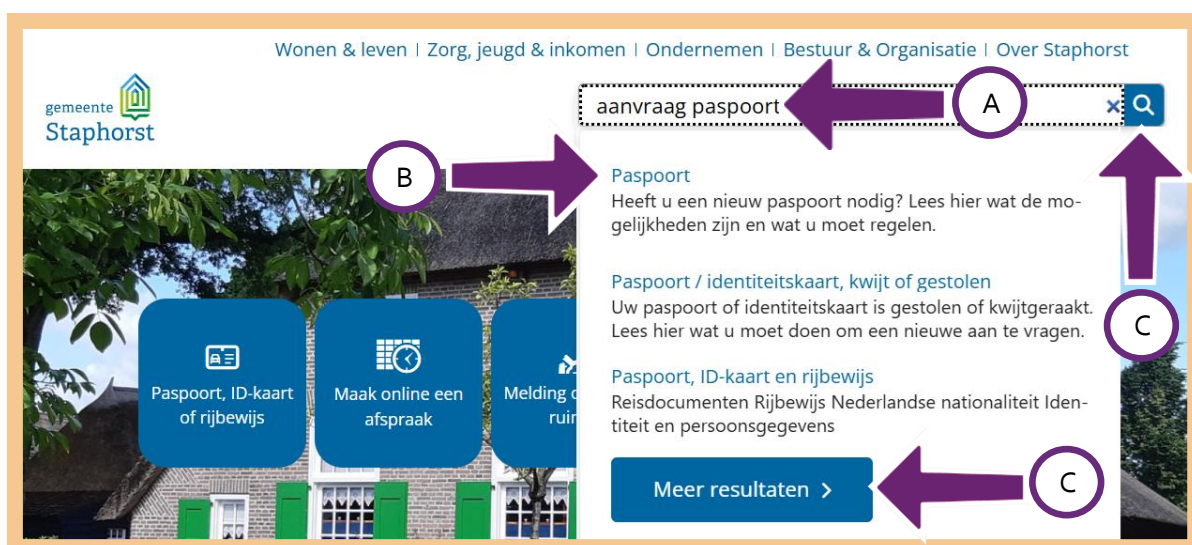 Wonen & leven | Zorg, jeugd & inkomen | Ondernemen | Bestuur & Organisatie | Over Staphorst
gemeente
Staphorst
aanvraag paspoort
A
B
Paspoort
Heeft u een nieuw paspoort nodig? Lees hier wat de mo-
gelijkheden zijn en wat u moet regelen.
Paspoort / identiteitskaart, kwijt of gestolen
Uw paspoort of identiteitskaart is gestolen of kwijtgeraakt.
Lees hier wat u moet doen om een nieuwe aan te vragen.
C
Paspoort, ID-kaart en rijbewijs
Reisdocumenten Rijbewijs Nederlandse nationaliteit Iden-
titeit en persoonsgegevens
Meer resultaten
C
Paspoort, ID-kaart
of rijbewijs
Maak online een
afspraak
Melding